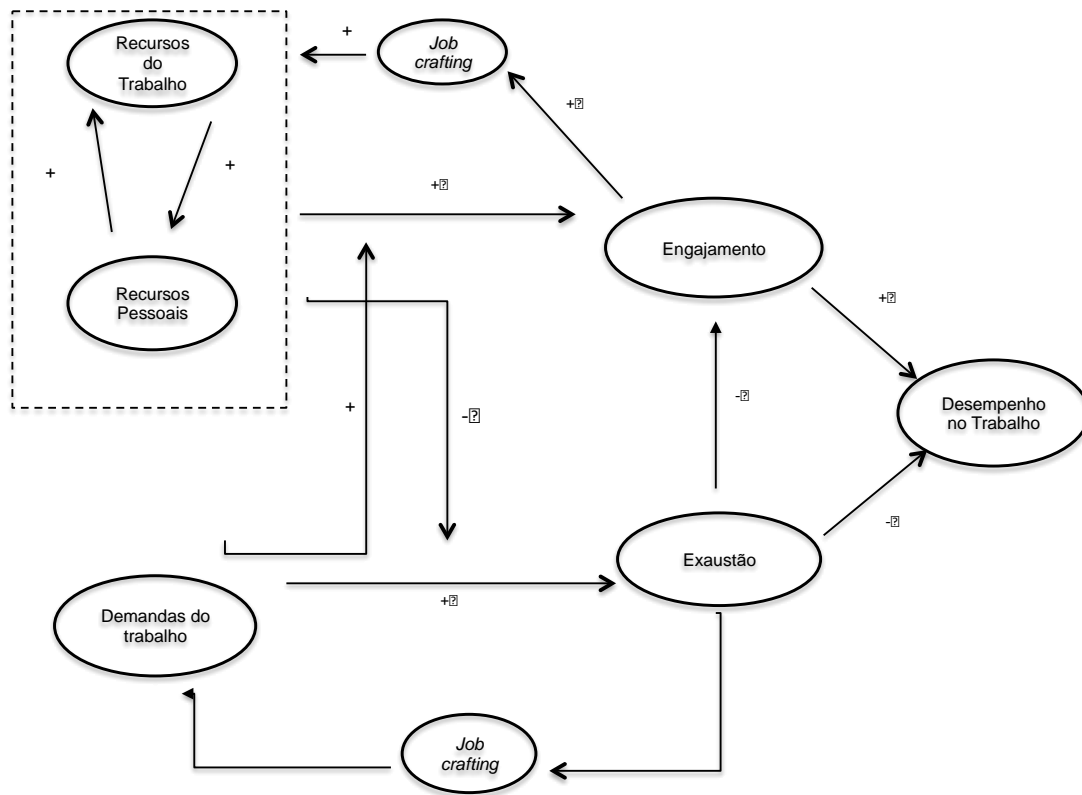 Recursos
do
Trabalho
+
Job
crafting
+
+
+
+
+
Engajamento
Recursos
Pessoais
+
+
-
-
Desempenho
no Trabalho
-
Exaustão
+
Demandas do
trabalho
Job
crafting